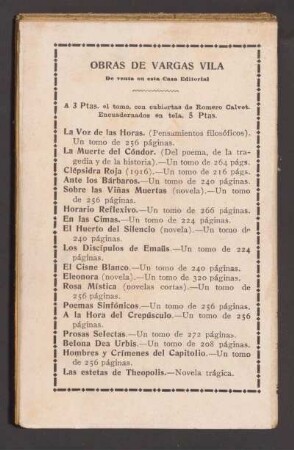 OBRAS DE VARGAS VILA
De venta en esta Casa Editorial
A 3 Ptas. el tomo, con cubiertas de Romero Calvet.
Encuadernados en tela, 5 Ptas.
La Voz de las Horas. (Pensamientos filosóficos).
Un tomo de 256 páginas.
La Muerte del Cóndor. (Del poema, de la tra-
gedia y de la historia).—Un tomo de 264 págs.
Clépsidra Roja (1916).—Un tomo de 216 págs.
Ante los Bárbaros.—Un tomo de 240 páginas.
Sobre las Viñas Muertas (novela).—Un tomo
de 256 páginas.
Horario Reflexivo.—Un tomo de 266 páginas.
En las Cimas.—Un tomo de 224 páginas.
El Huerto del Silencio (novela).—Un tomo de
240 páginas.
Los Discípulos de Emaüs.—Un tomo de 224
páginas.
El Cisne Blanco.—Un tomo de 240 páginas.
Eleonora (novela).—Un tomo de 320 páginas.
Rosa Mística (novelas cortas).—Un tomo de
256 páginas.
Poemas Sinfónicos.—Un tomo de 256 páginas.
A la Hora del Crepúsculo.—Un tomo de 256
páginas.
Prosas Selectas.—Un tomo de 272 páginas.
Belona Dea Urbis.—Un tomo de 208 páginas.
Hombres y Crímenes del Capitolio.—Un tomo
de 256 páginas.
Las estetas de Theopolis.—Novela trágica.